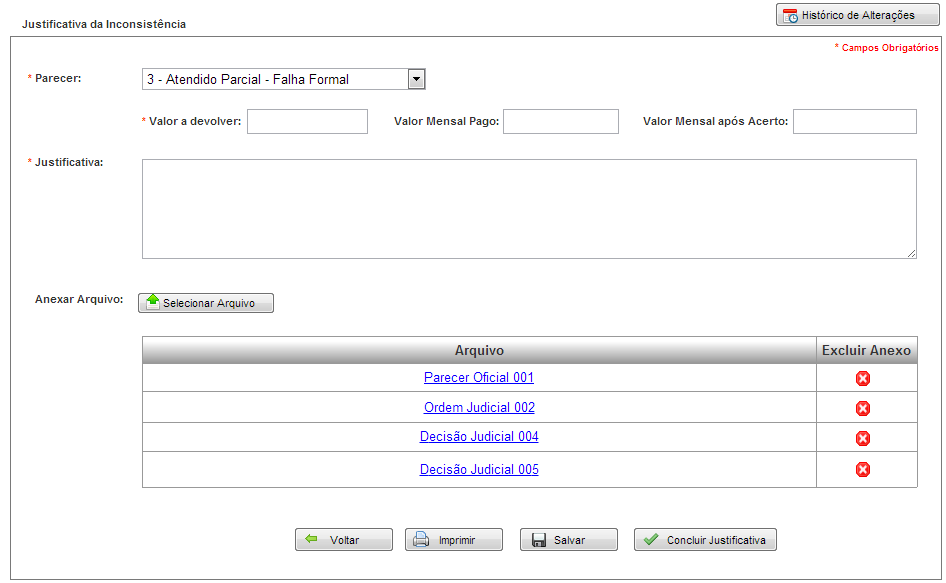 Histórico de Alterações
Justificativa da Inconsistência
* Campos Obrigatórios
* Parecer: 3 - Atendido Parcial - Falha Formal
* Valor a devolver: Valor Mensal Pago: Valor Mensal após Acerto:
* Justificativa:
Anexar Arquivo: Selecionar Arquivo
Arquivo Excluir Anexo
Parecer Oficial 001
Ordem Judicial 002
Decisão Judicial 004
Decisão Judicial 005
Voltar Imprimir Salvar Concluir Justificativa